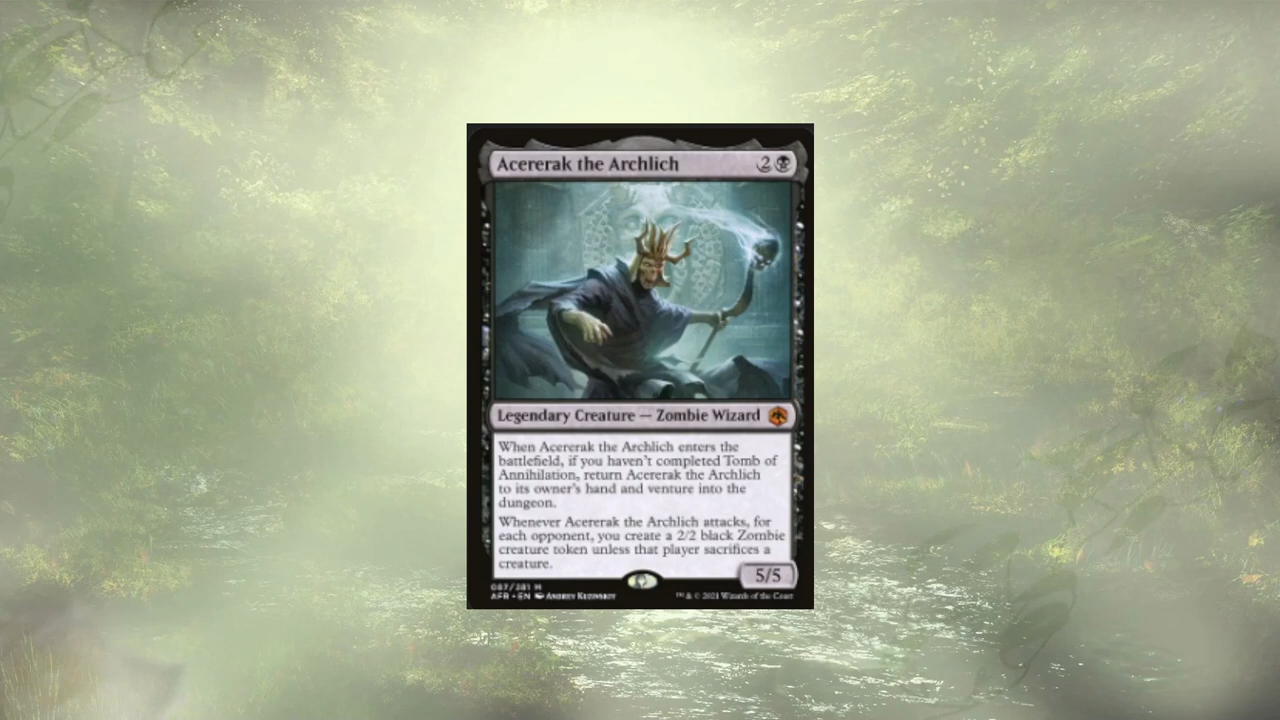 Acererak the Archlich 2
Legendary Creature — Zombie Wizard
When Acererak the Archlich enters the
battlefield, if you haven't completed Tomb of
Annihilation, return Acererak the Archlich
to its owner's hand and venture into the
dungeon.
Whenever Acererak the Archlich attacks, for
each opponent, you create a 2/2 black Zombie
creature token unless that player sacrifices a
creature.
5/5
087/281 M
AFR • EN
™ & © 2021 Wizards of the Coast